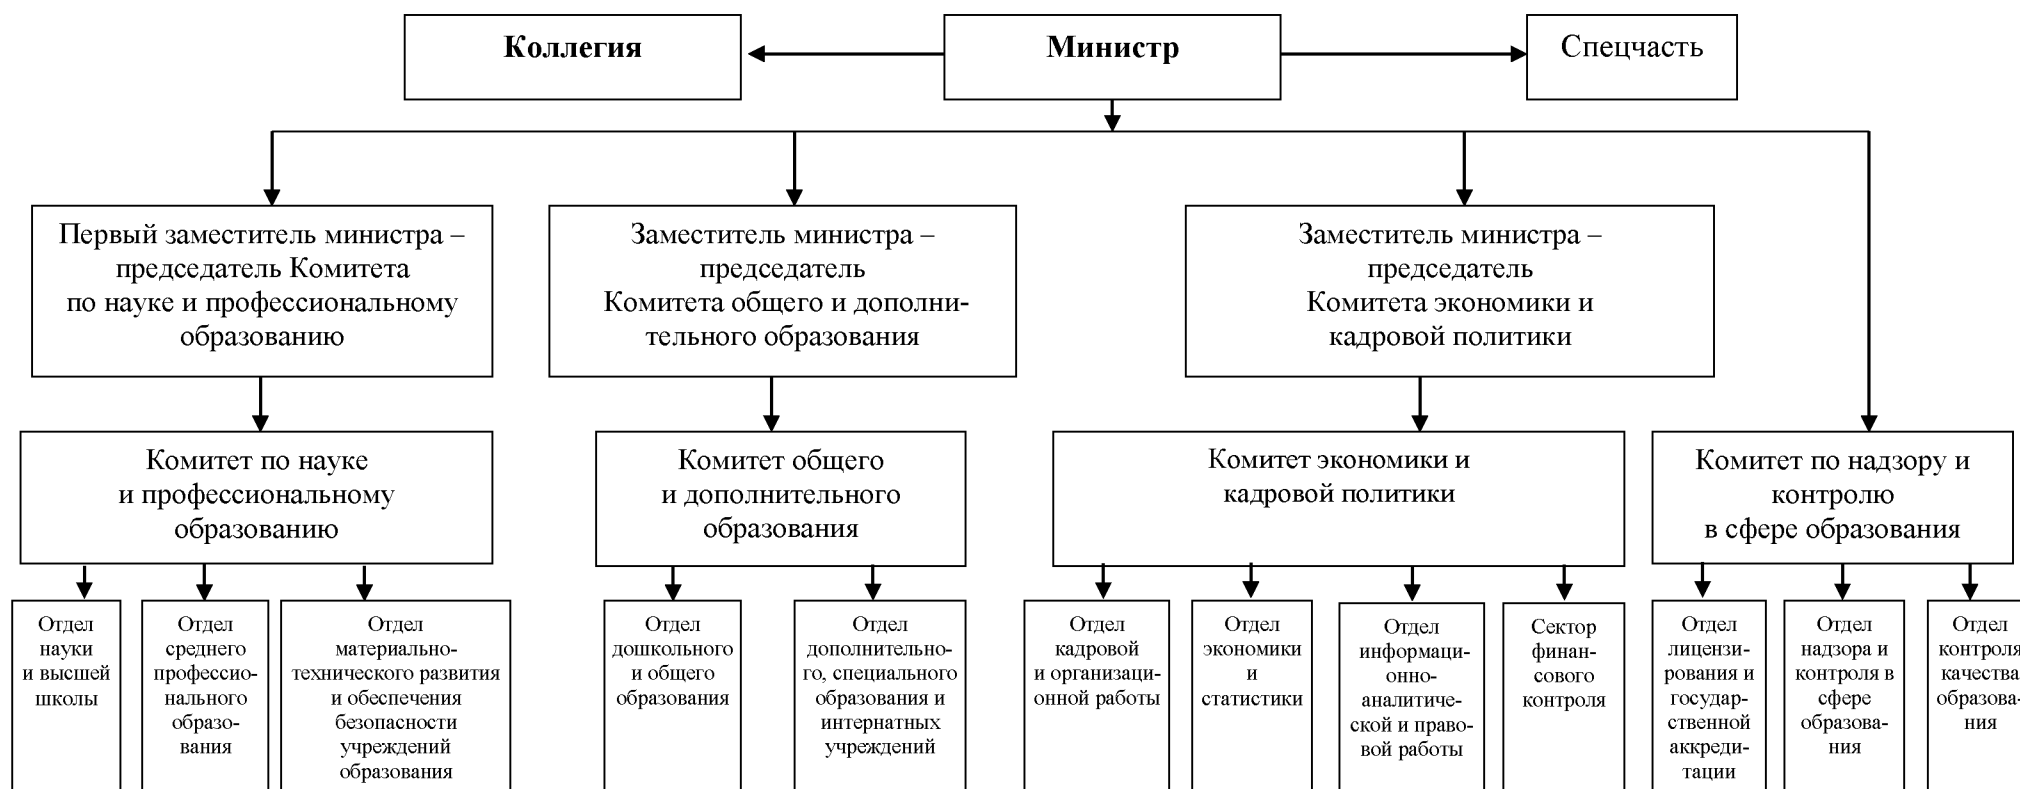 Коллегия
Министр
Спецчасть
Первый заместитель министра –
председатель Комитета
по науке и профессиональному
образованию
Заместитель министра –
председатель
Комитета общего и дополни-
тельного образования
Заместитель министра –
председатель
Комитета экономики и
кадровой политики
Комитет по науке
и профессиональному
образованию
Комитет общего
и дополнительного
образования
Комитет экономики и
кадровой политики
Комитет по надзору и
контролю
в сфере образования
Отдел
науки
и высшей
школы
Отдел
среднего
профессио-
нального
образо-
вания
Отдел
материально-
технического развития
и обеспечения
безопасности
учреждений
образования
Отдел
дошкольного
и общего
образования
Отдел
дополнительно-
го, специального
образования и
интернатных
учреждений
Отдел
кадровой
и организаци-
онной работы
Отдел
экономики
и
статистики
Отдел
информаци-
онно-
аналитиче-
ской и право-
вой работы
Сектор
финан-
сового
контроля
Отдел
лицензи-
рования и
государ-
ственной
аккреди-
тации
Отдел
надзора и
контроля в
сфере
образова-
ния
Отдел
контроля
качества
образова-
ния